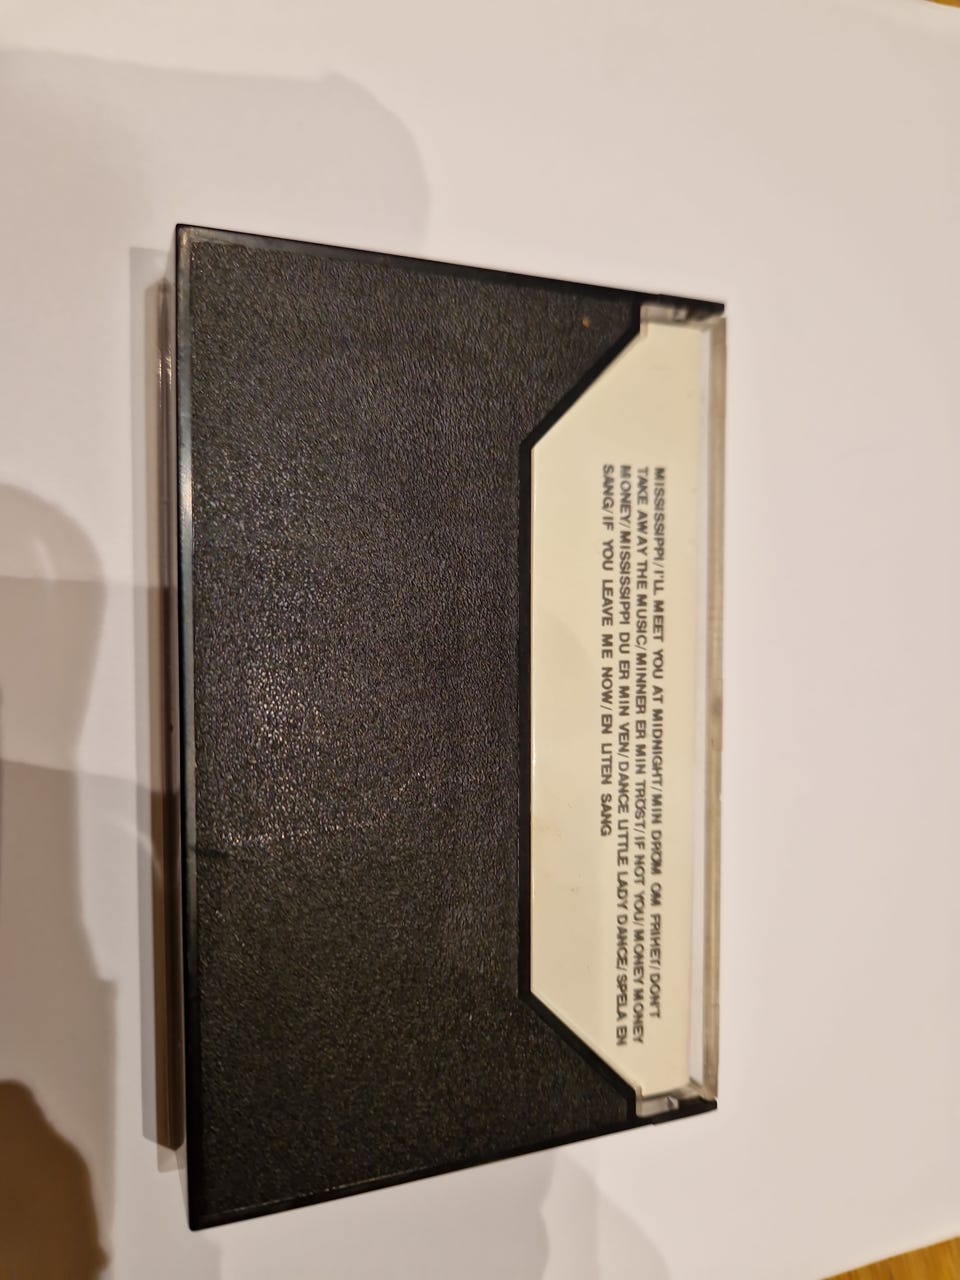 MISSISSIPPI/I'LL MEET YOU AT MIDNIGHT/MIN DRØM OM FRIHET/DON'T
TAKE AWAY THE MUSIC/MINNER ER MIN TRØST/IF NOT YOU/MONEY MONEY
MONEY/MISSISSIPPI DU ER MIN VEN/DANCE LITTLE LADY DANCE/SPELA EN
SANG/IF YOU LEAVE ME NOW/EN LITEN SANG